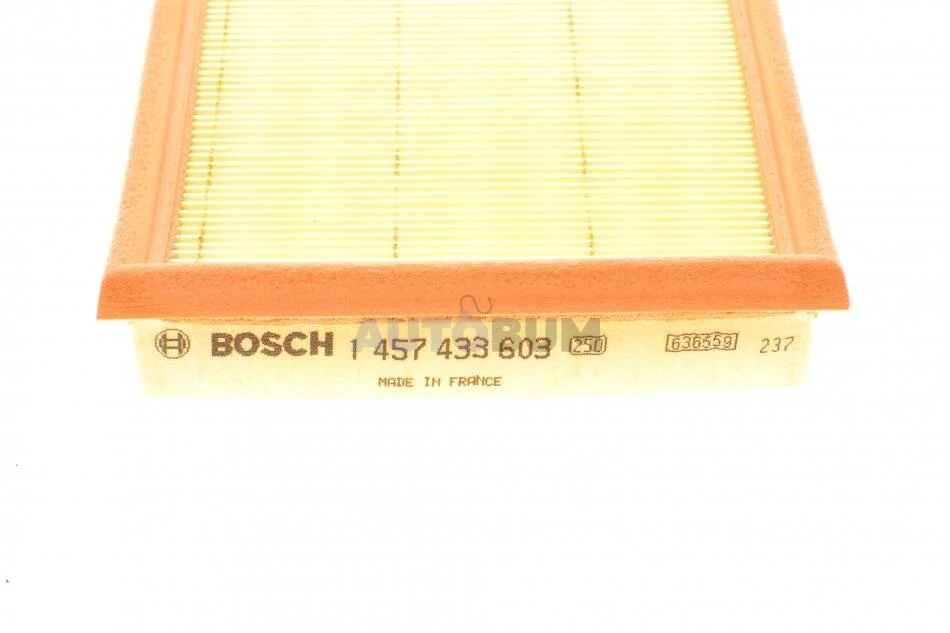 BOSCH 1 457 433 603 250 636559 237
AUTOBUM
MADE IN FRANCE